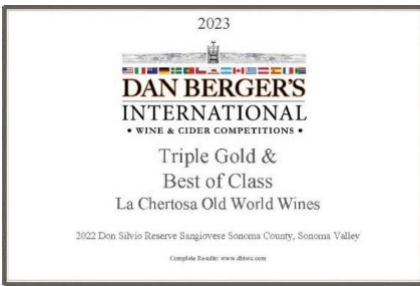 2023
DAN BERGER'S
INTERNATIONAL
• WINE & CIDER COMPETITIONS •
Triple Gold &
Best of Class
La Chertosa Old World Wines
2022 Don Silvio Reserve Sangiovese Sonoma County, Sonoma Valley
Complete Results: www.dbiwc.com